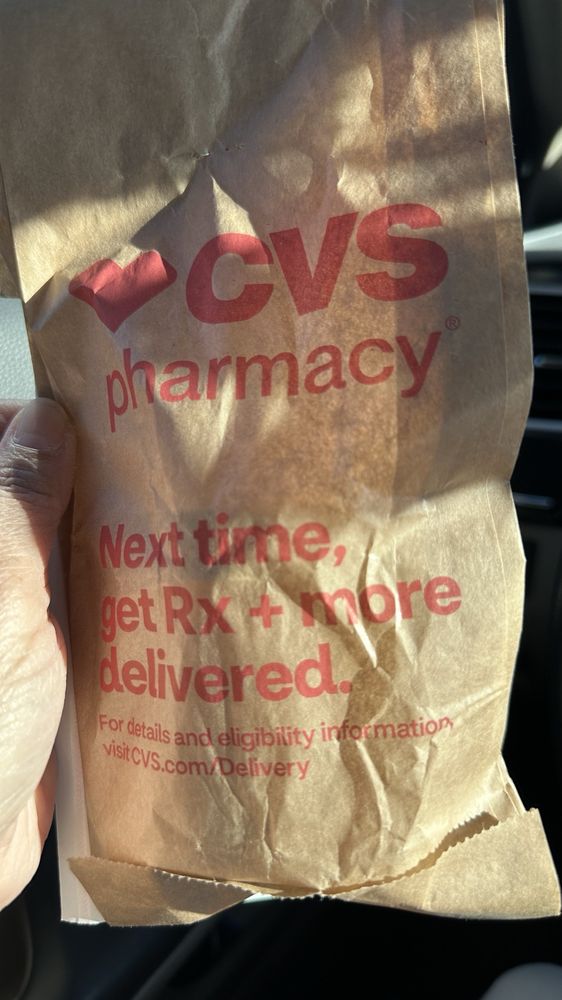 CVS
pharmacy®
Next time,
get Rx + more
delivered.
For details and eligibility information,
visit CVS.com/Delivery